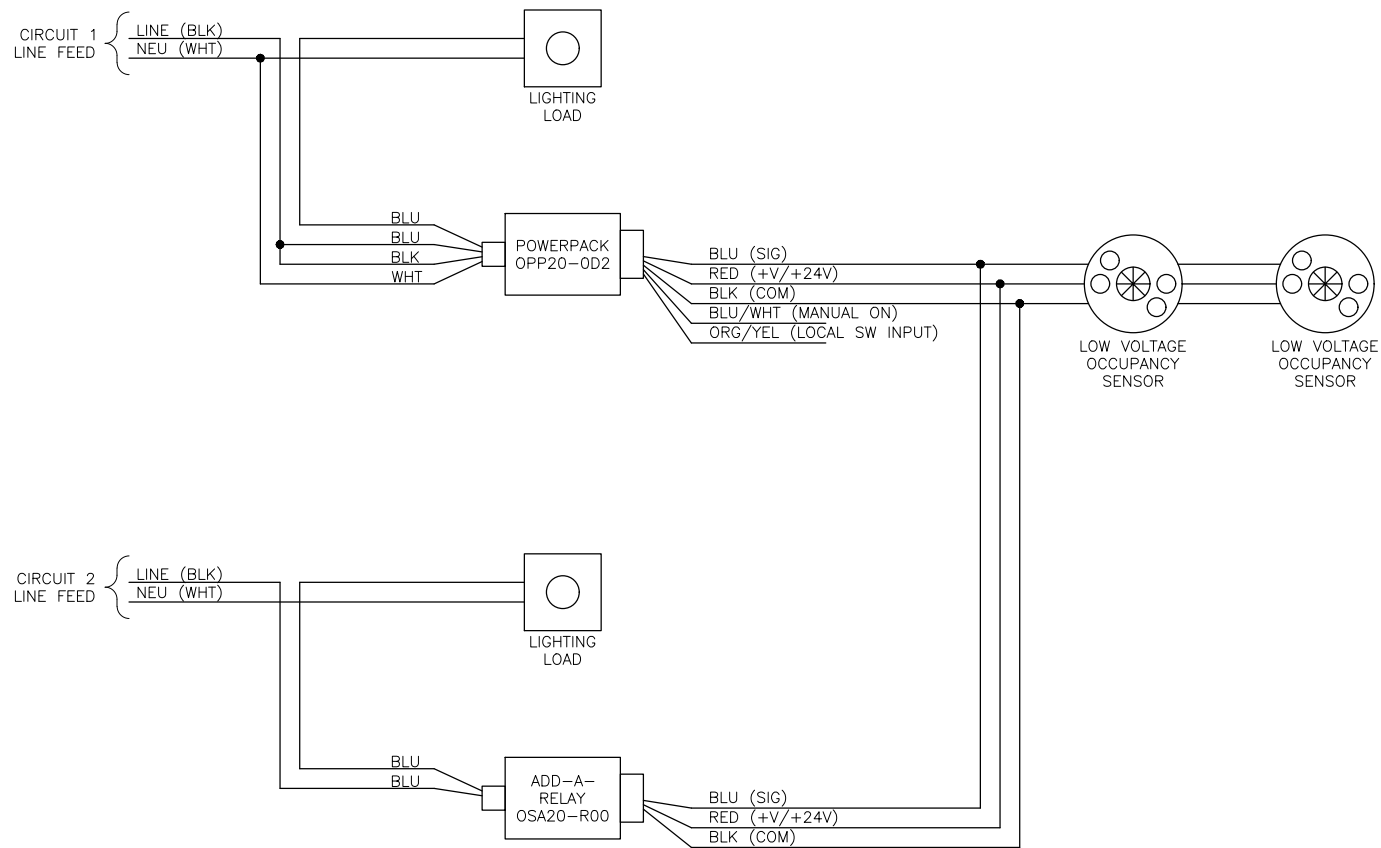 CIRCUIT 1
LINE FEED
LINE (BLK)
NEU (WHT)
LIGHTING
LOAD
BLU
BLU
BLK
WHT
POWERPACK
OPP20-0D2
BLU (SIG)
RED (+V/+24V)
BLK (COM)
BLU/WHT (MANUAL ON)
ORG/YEL (LOCAL SW INPUT)
LOW VOLTAGE
OCCUPANCY
SENSOR
LOW VOLTAGE
OCCUPANCY
SENSOR
CIRCUIT 2
LINE FEED
LINE (BLK)
NEU (WHT)
LIGHTING
LOAD
BLU
BLU
ADD-A-
RELAY
OSA20-R00
BLU (SIG)
RED (+V/+24V)
BLK (COM)